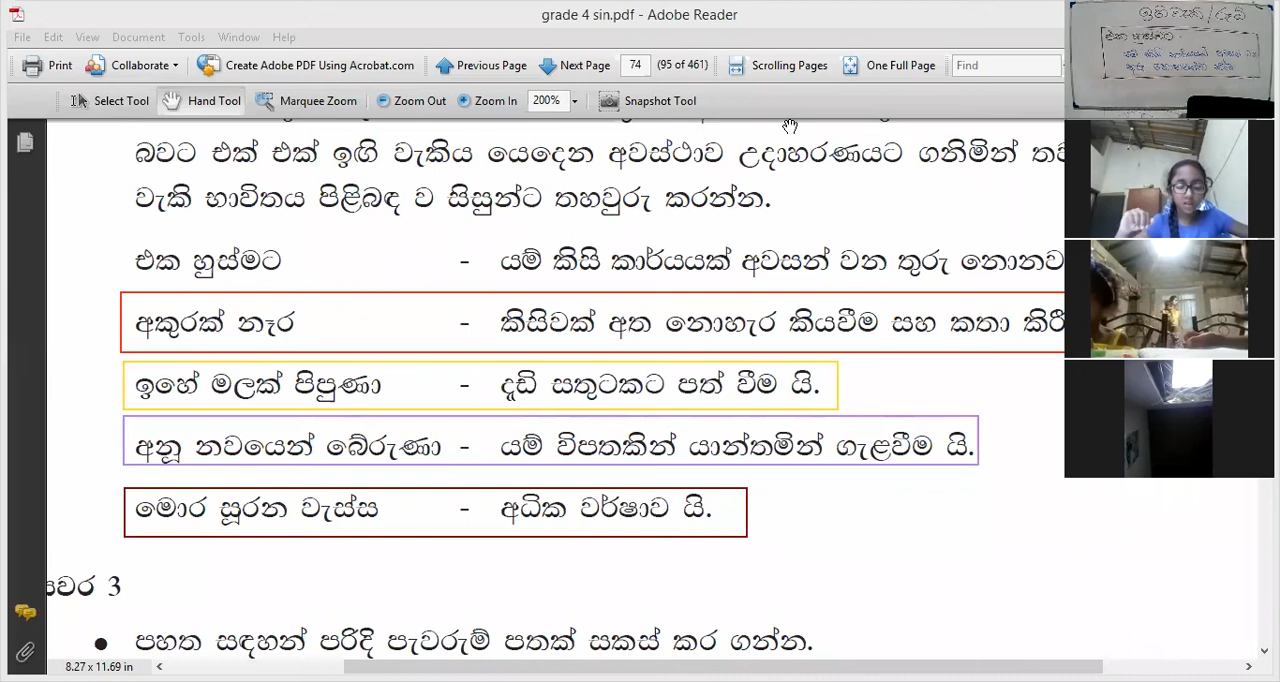 grade 4 sin.pdf - Adobe Reader
File Edit View Document Tools Window Help
Print Collaborate Create Adobe PDF Using Acrobat.com Previous Page Next Page 74 (95 of 461) Scrolling Pages One Full Page Find
Select Tool Hand Tool Marquee Zoom Zoom Out Zoom In 200% Snapshot Tool
බවට එක් එක් ඉඟි වැකිය යෙදෙන අවස්ථාව උදාහරණයට ගනිමින් තව
වැකි භාවිතය පිළිබඳ ව සිසුන්ට තහවුරු කරන්න.
එක හුස්මට - යම් කිසි කාර්යයක් අවසන් වන තුරු නොනව
අකුරක් නෑර - කිසිවක් අත නොහැර කියවීම සහ කතා කිරී
ඉහේ මලක් පිපුණා - දැඩි සතුටකට පත් වීම යි.
අනූ නවයෙන් බේරුණා - යම් විපතකින් යාන්තමින් ගැළවීම යි.
මොර සූරන වැස්ස - අධික වර්ෂාව යි.
යවර 3
● පහත සඳහන් පරිදි පැවරුම් පතක් සකස් කර ගන්න.
8.27 x 11.69 in
එක හුස්මට